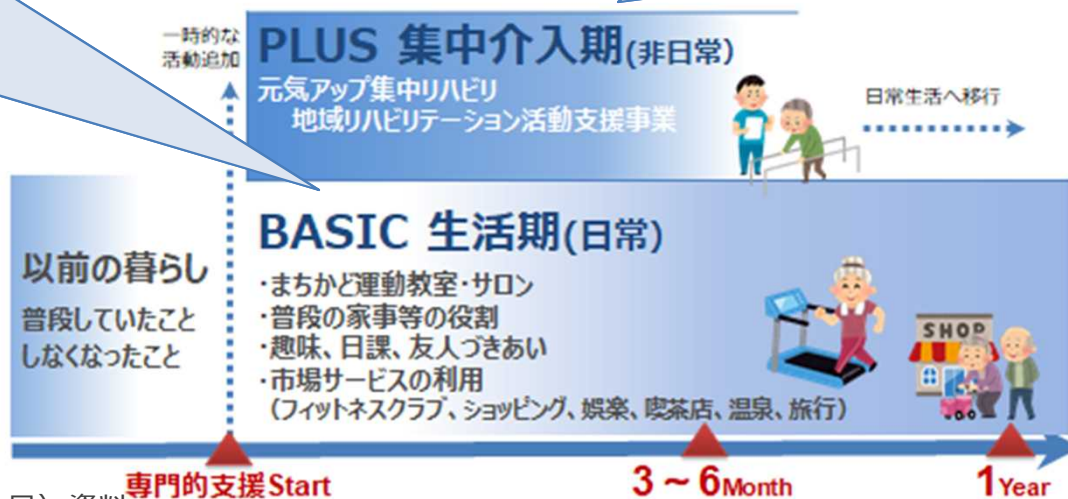 一時的な
活動追加
PLUS 集中介入期(非日常)
元気アップ集中リハビリ
地域リハビリテーション活動支援事業
日常生活へ移行
以前の暮らし
普段していたこと
しなくなったこと
BASIC 生活期(日常)
・まちかど運動教室・サロン
・普段の家事等の役割
・趣味、日課、友人づきあい
・市場サービスの利用
(フィットネスクラブ、ショッピング、娯楽、喫茶店、温泉、旅行)
SHOP
専門的支援Start
3～6Month
1Year
資料